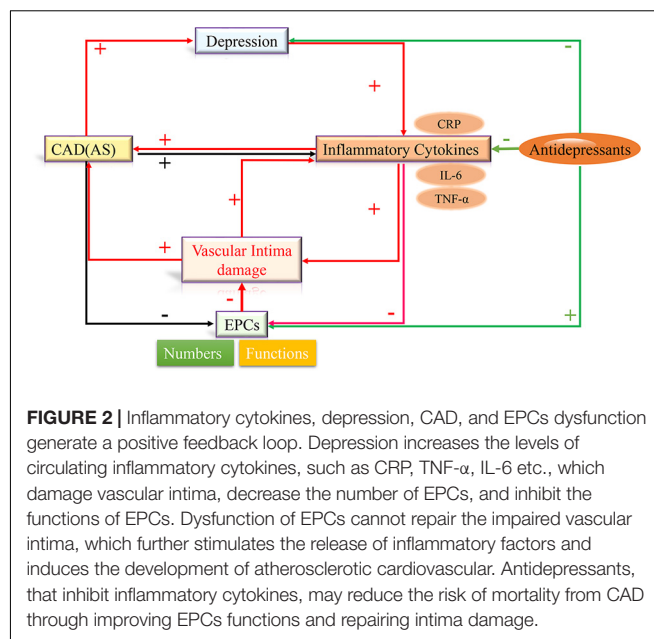 Depression
+
-
+
CRP
CAD(AS)
+
+
Inflammatory Cytokines
-
Antidepressants
IL-6
TNF-α
+
+
+
Vascular Intima
damage
-
-
-
+
EPCs
Numbers
Functions
FIGURE 2 | Inflammatory cytokines, depression, CAD, and EPCs dysfunction
generate a positive feedback loop. Depression increases the levels of
circulating inflammatory cytokines, such as CRP, TNF-α, IL-6 etc., which
damage vascular intima, decrease the number of EPCs, and inhibit the
functions of EPCs. Dysfunction of EPCs cannot repair the impaired vascular
intima, which further stimulates the release of inflammatory factors and
induces the development of atherosclerotic cardiovascular. Antidepressants,
that inhibit inflammatory cytokines, may reduce the risk of mortality from CAD
through improving EPCs functions and repairing intima damage.